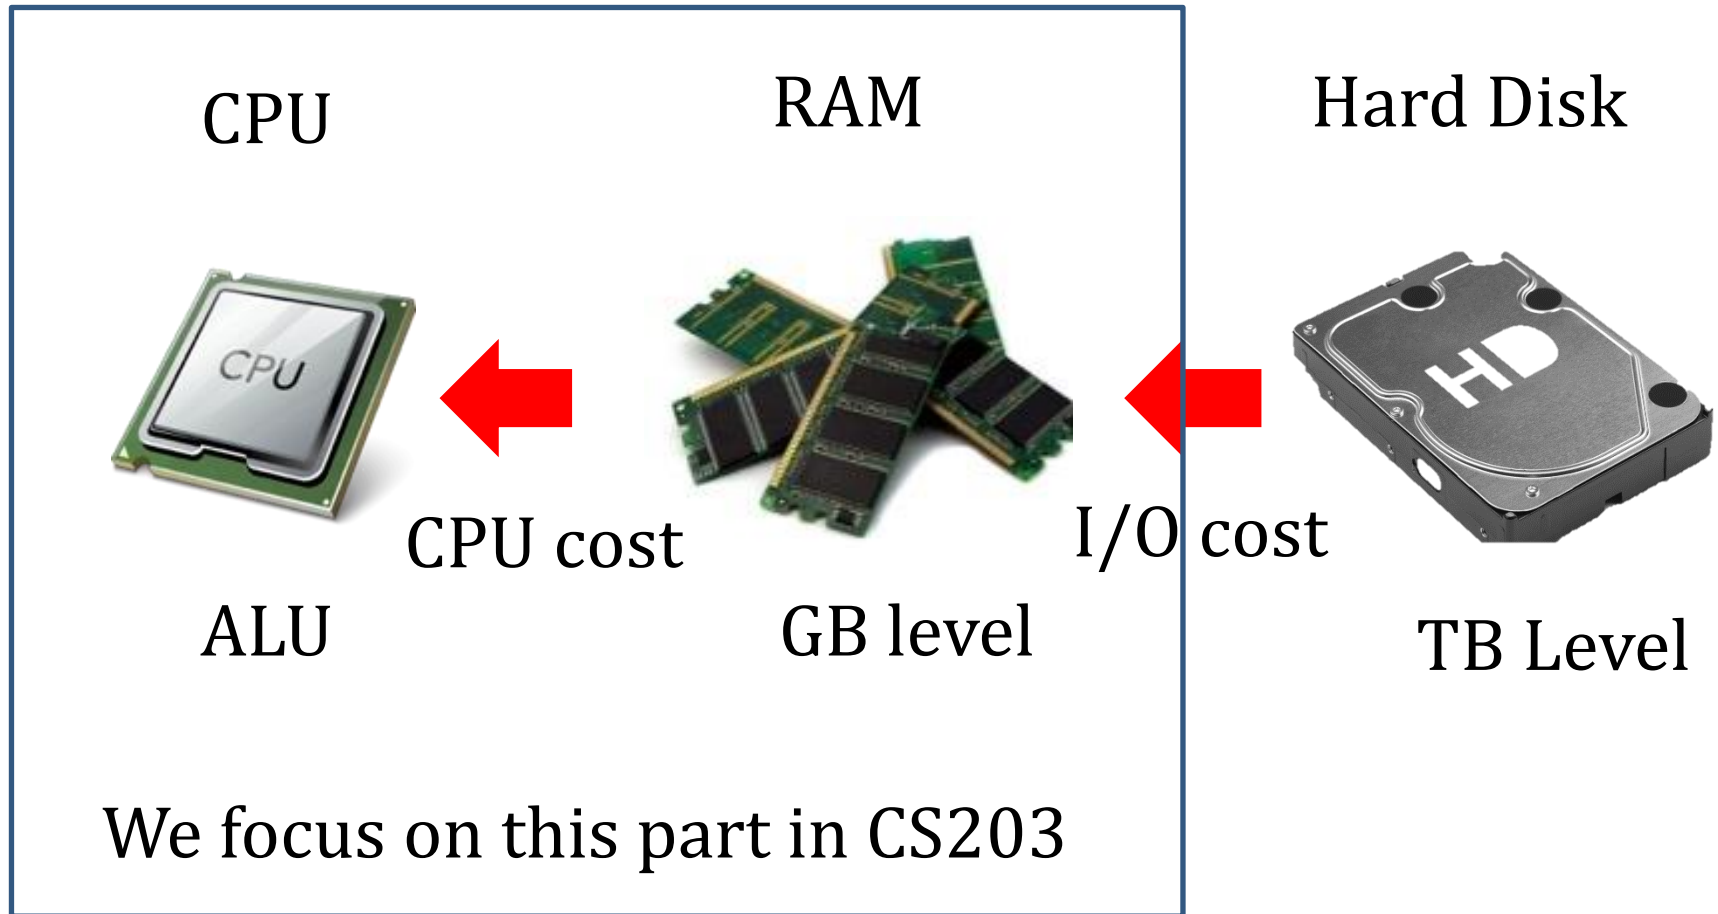 CPU
RAM
Hard Disk
CPU
HD
CPU cost
I/O cost
ALU
GB level
TB Level
We focus on this part in CS203